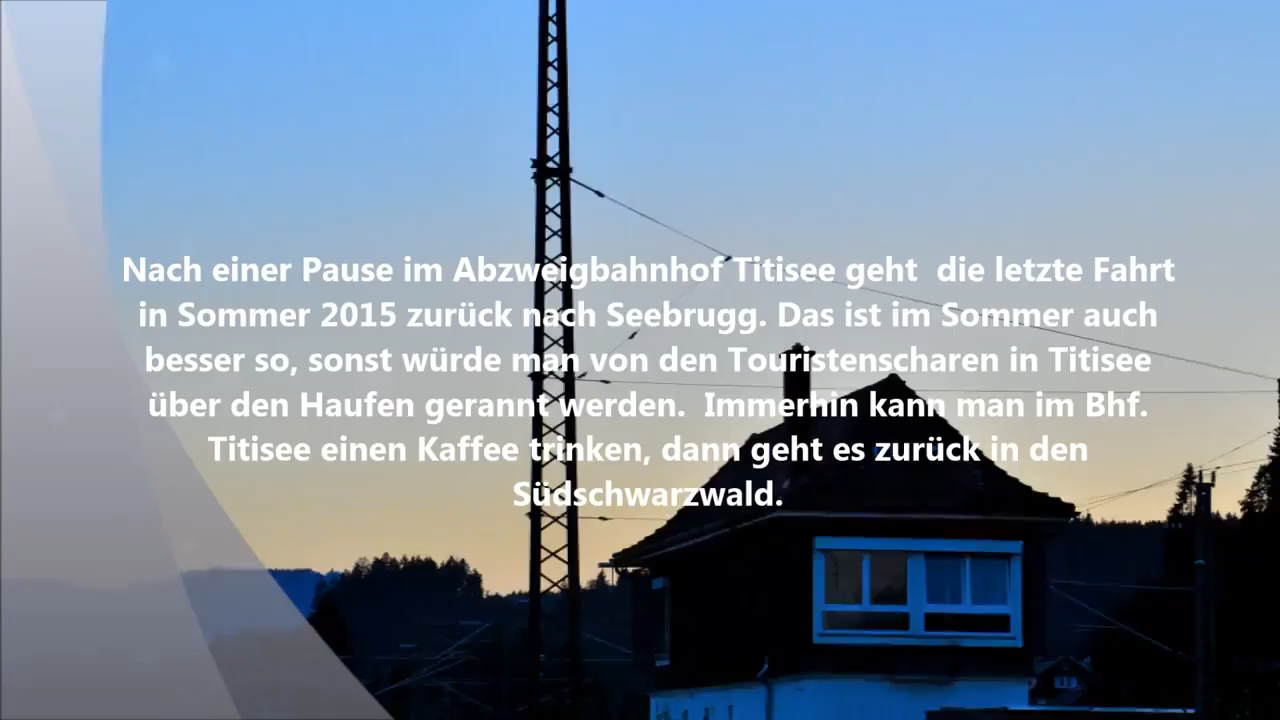 Nach einer Pause im Abzweigbahnhof Titisee geht  die letzte Fahrt
in Sommer 2015 zurück nach Seebrugg. Das ist im Sommer auch
besser so, sonst würde man von den Touristenscharen in Titisee
über den Haufen gerannt werden.  Immerhin kann man im Bhf.
Titisee einen Kaffee trinken, dann geht es zurück in den
Südschwarzwald.